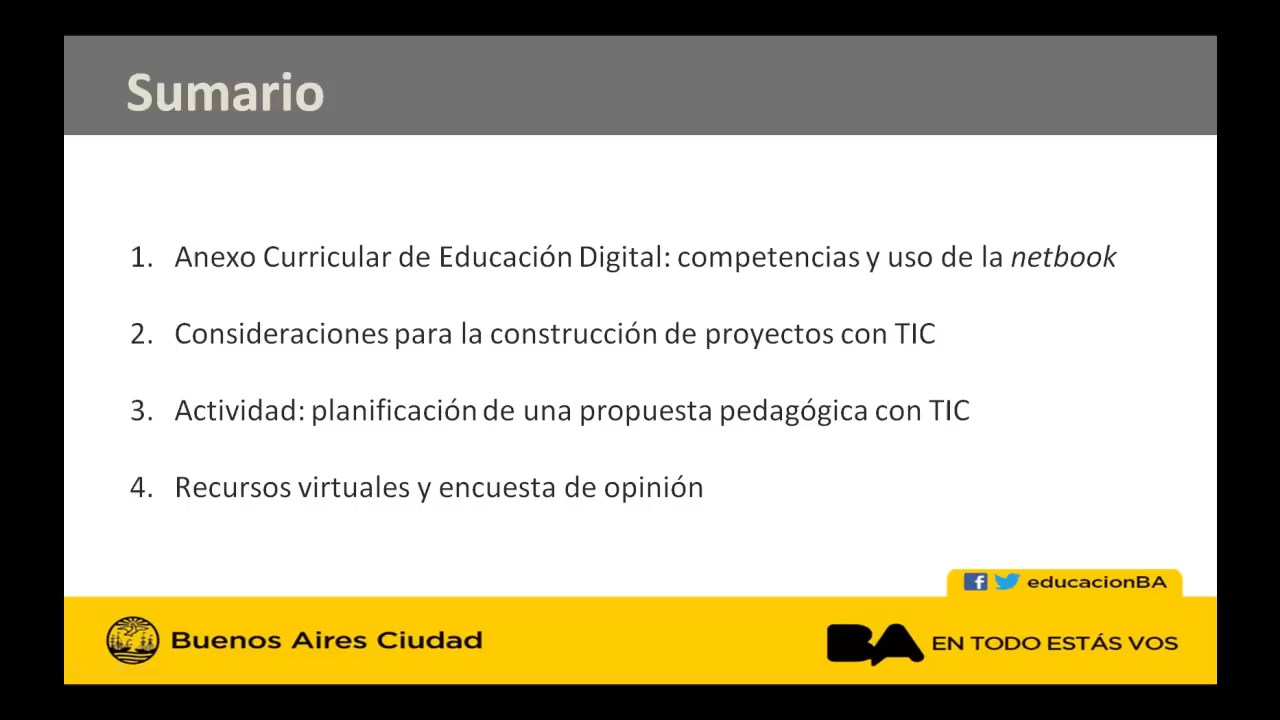 Sumario
1. Anexo Curricular de Educación Digital: competencias y uso de la netbook
2. Consideraciones para la construcción de proyectos con TIC
3. Actividad: planificación de una propuesta pedagógica con TIC
4. Recursos virtuales y encuesta de opinión
educacionBA
Buenos Aires Ciudad
BA EN TODO ESTÁS VOS